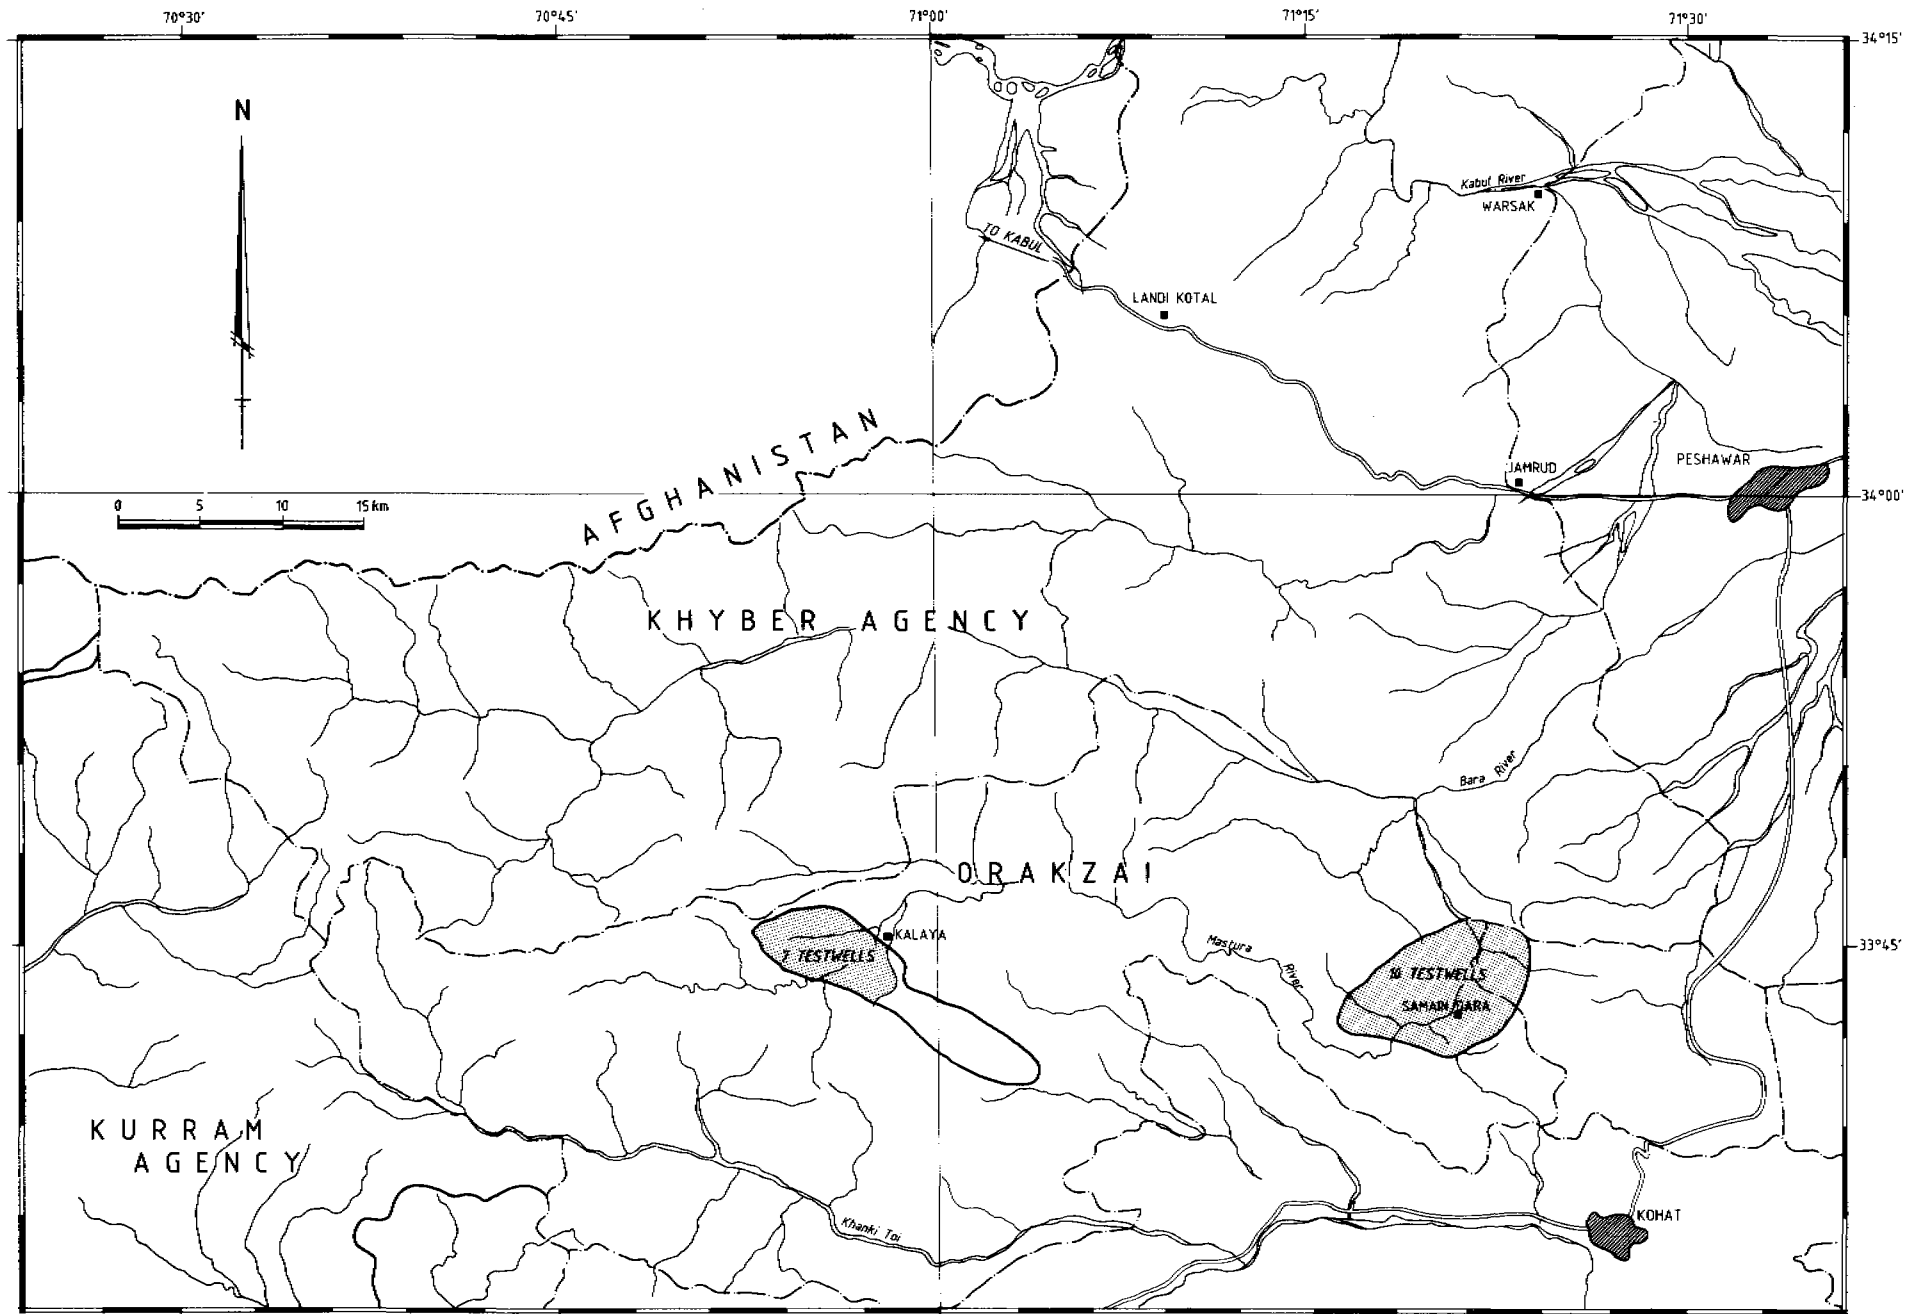 70°30'
70°45'
71°00'
71°15'
71°30'
34°15'
N
Kabul River
WARSAK
TO KABUL
LANDI KOTAL
AFGHANISTAN
JAMRUD
PESHAWAR
34°00'
0 5 10 15 km
KHYBER AGENCY
Bara River
ORAKZAI
KALAYA
7 TESTWELLS
Mastura River
33°45'
10 TESTWELLS
SAMAIN DARA
KURRAM
AGENCY
Khanki Toi
KOHAT